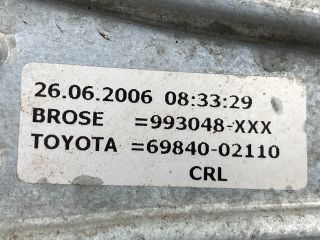 26.06.2006 08:33:29
BROSE =993048-XXX
TOYOTA =69840-02110
CRL